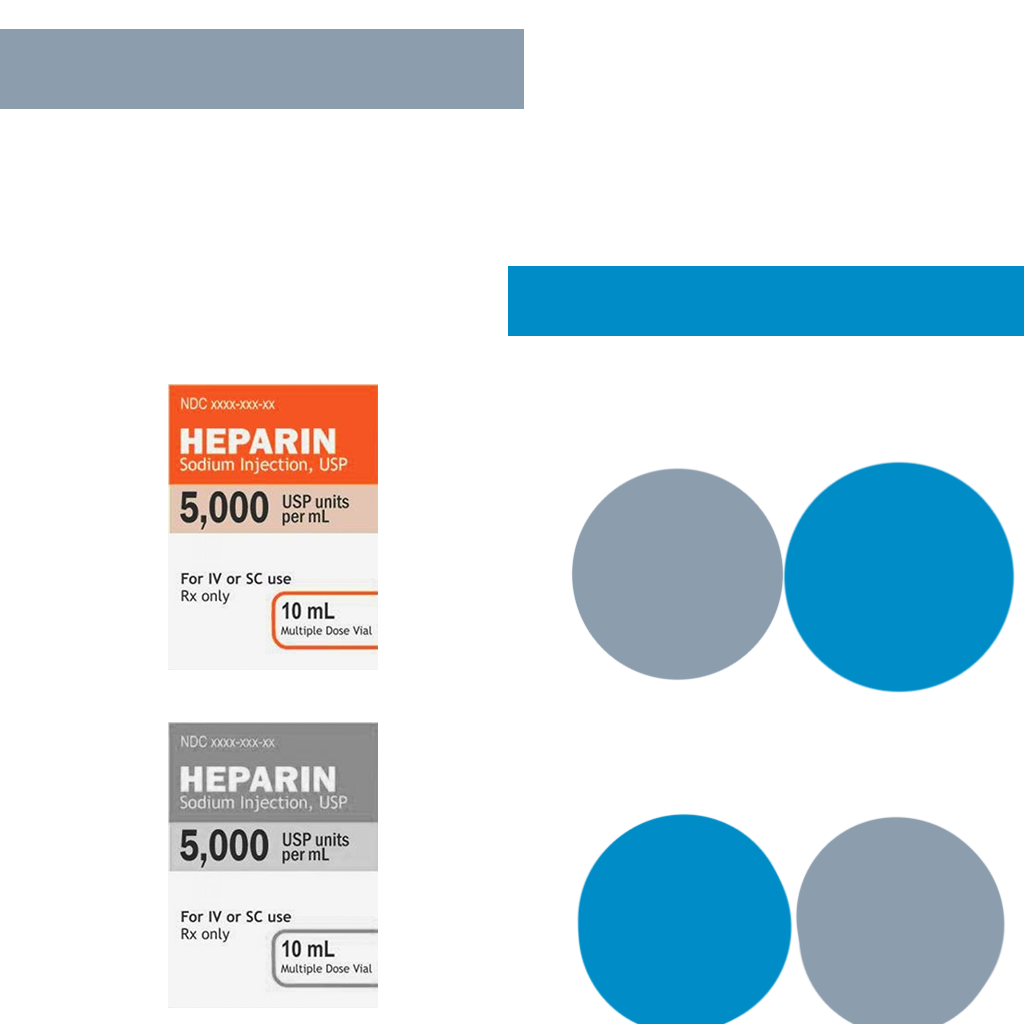 NDC xxxx-xxx-xx
HEPARIN
Sodium Injection, USP
5,000 USP units
per mL
For IV or SC use
Rx only
10 mL
Multiple Dose Vial
NDC xxxx-xxx-xx
HEPARIN
Sodium Injection, USP
5,000 USP units
per mL
For IV or SC use
Rx only
10 mL
Multiple Dose Vial